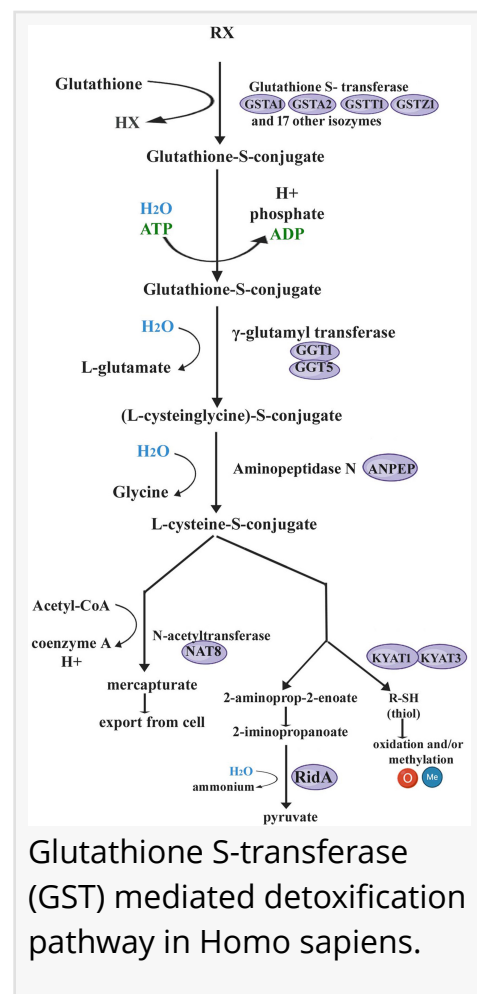 RX
Glutathione
HX
Glutathione S- transferase
GSTA1 GSTA2 GSTT1 GSTZ1
and 17 other isozymes
Glutathione-S-conjugate
H2O
ATP
H+
phosphate
ADP
Glutathione-S-conjugate
H2O
L-glutamate
γ-glutamyl transferase
GGT1
GGT5
(L-cysteinglycine)-S-conjugate
H2O
Glycine
Aminopeptidase N ANPEP
L-cysteine-S-conjugate
Acetyl-CoA
coenzyme A
H+
N-acetyltransferase
NAT8
mercapturate
export from cell
KYAT1 KYAT3
2-aminoprop-2-enoate
2-iminopropanoate
H2O
ammonium
RidA
pyruvate
R-SH
(thiol)
oxidation and/or
methylation
O Me
Glutathione S-transferase
(GST) mediated detoxification
pathway in Homo sapiens.